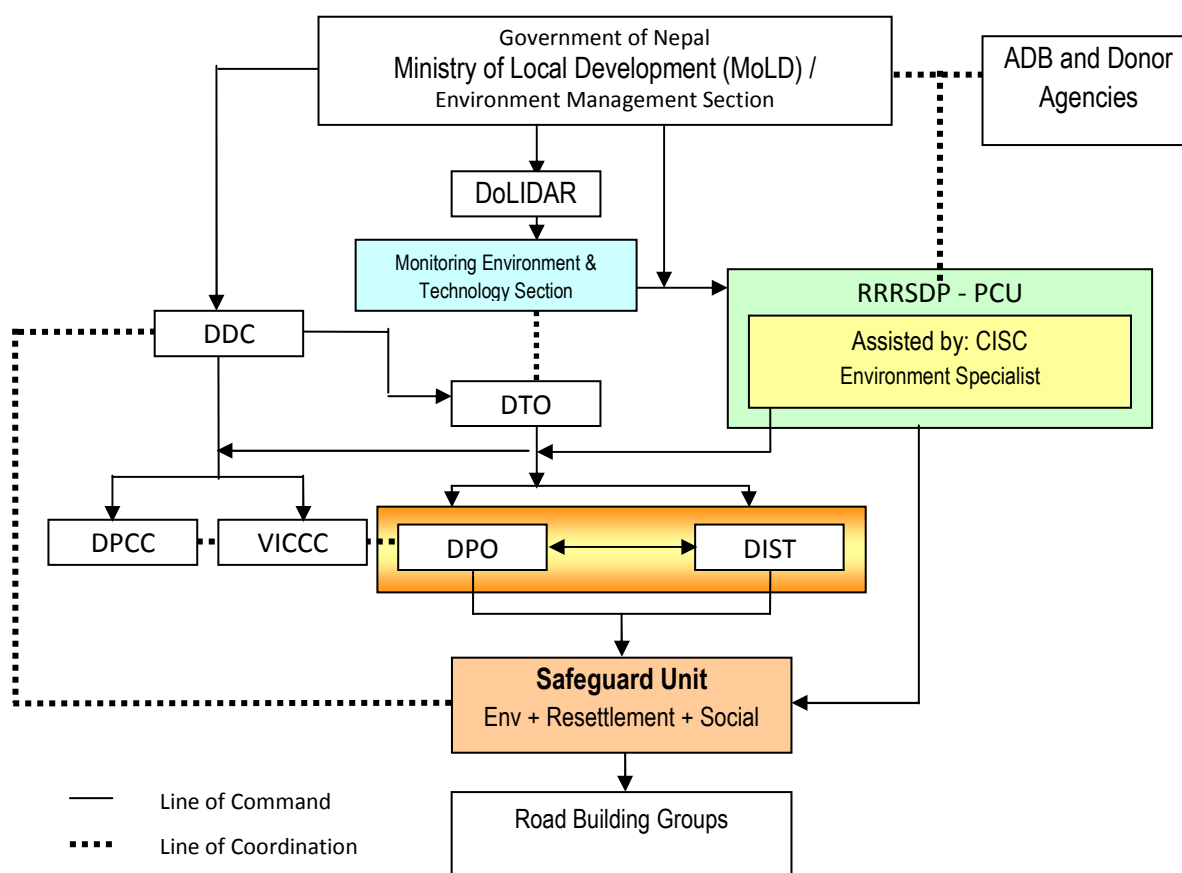 Government of Nepal
Ministry of Local Development (MoLD) /
Environment Management Section
ADB and Donor
Agencies
DoLIDAR
Monitoring Environment &
Technology Section
RRRSDP - PCU
Assisted by: CISC
Environment Specialist
DDC
DTO
DPCC
VICCC
DPO
DIST
Safeguard Unit
Env + Resettlement + Social
Road Building Groups
Line of Command
Line of Coordination